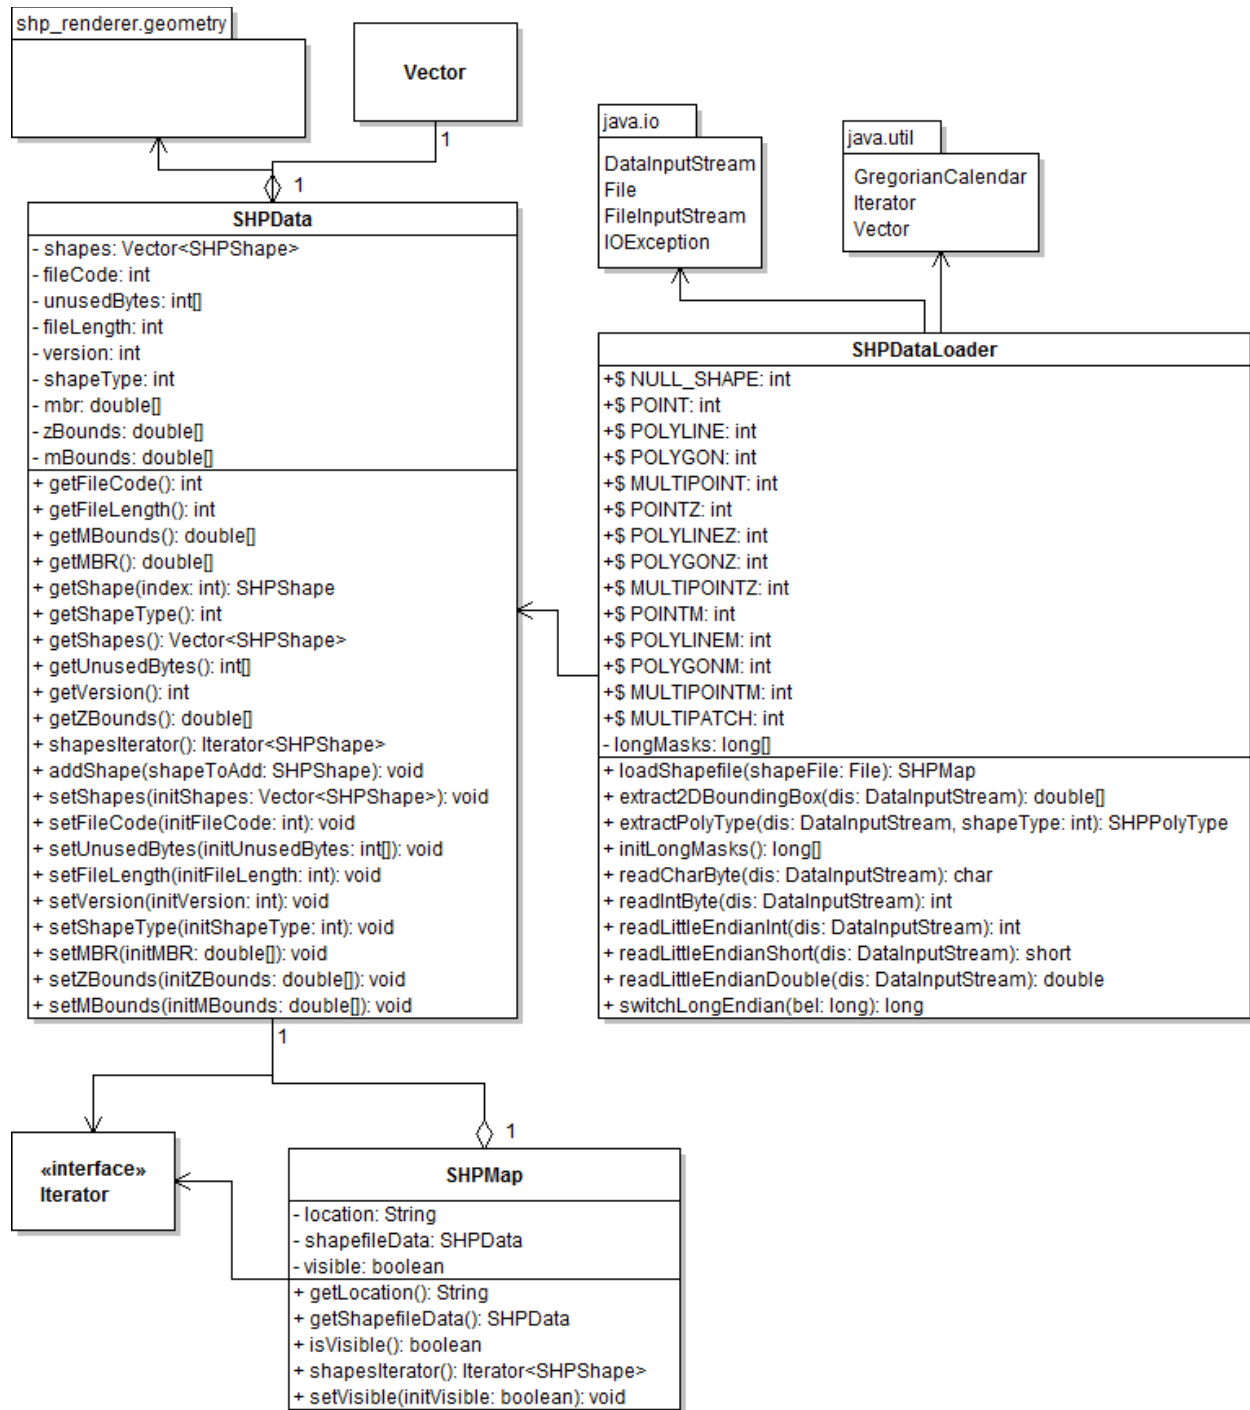 shp_renderer.geometry
Vector
1
1
java.io
DataInputStream
File
FileInputStream
IOException
java.util
GregorianCalendar
Iterator
Vector
SHPData
- shapes: Vector<SHPShape>
- fileCode: int
- unusedBytes: int[]
- fileLength: int
- version: int
- shapeType: int
- mbr: double[]
- zBounds: double[]
- mBounds: double[]
+ getFileCode(): int
+ getFileLength(): int
+ getMBounds(): double[]
+ getMBR(): double[]
+ getShape(index: int): SHPShape
+ getShapeType(): int
+ getShapes(): Vector<SHPShape>
+ getUnusedBytes(): int[]
+ getVersion(): int
+ getZBounds(): double[]
+ shapesIterator(): Iterator<SHPShape>
+ addShape(shapeToAdd: SHPShape): void
+ setShapes(initShapes: Vector<SHPShape>): void
+ setFileCode(initFileCode: int): void
+ setUnusedBytes(initUnusedBytes: int[]): void
+ setFileLength(initFileLength: int): void
+ setVersion(initVersion: int): void
+ setShapeType(initShapeType: int): void
+ setMBR(initMBR: double[]): void
+ setZBounds(initZBounds: double[]): void
+ setMBounds(initMBounds: double[]): void
SHPDataLoader
+$ NULL_SHAPE: int
+$ POINT: int
+$ POLYLINE: int
+$ POLYGON: int
+$ MULTIPOINT: int
+$ POINTZ: int
+$ POLYLINEZ: int
+$ POLYGONZ: int
+$ MULTIPOINTZ: int
+$ POINTM: int
+$ POLYLINEM: int
+$ POLYGONM: int
+$ MULTIPOINTM: int
+$ MULTIPATCH: int
- longMasks: long[]
+ loadShapefile(shapeFile: File): SHPMap
+ extract2DBoundingBox(dis: DataInputStream): double[]
+ extractPolyType(dis: DataInputStream, shapeType: int): SHPPolyType
+ initLongMasks(): long[]
+ readCharByte(dis: DataInputStream): char
+ readIntByte(dis: DataInputStream): int
+ readLittleEndianInt(dis: DataInputStream): int
+ readLittleEndianShort(dis: DataInputStream): short
+ readLittleEndianDouble(dis: DataInputStream): double
+ switchLongEndian(bel: long): long
1
1
«interface»
Iterator
SHPMap
- location: String
- shapefileData: SHPData
- visible: boolean
+ getLocation(): String
+ getShapefileData(): SHPData
+ isVisible(): boolean
+ shapesIterator(): Iterator<SHPShape>
+ setVisible(initVisible: boolean): void